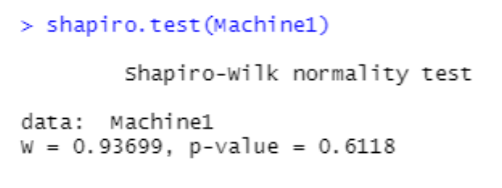 > shapiro.test(Machine1)
Shapiro-Wilk normality test
data:  Machine1
W = 0.93699, p-value = 0.6118